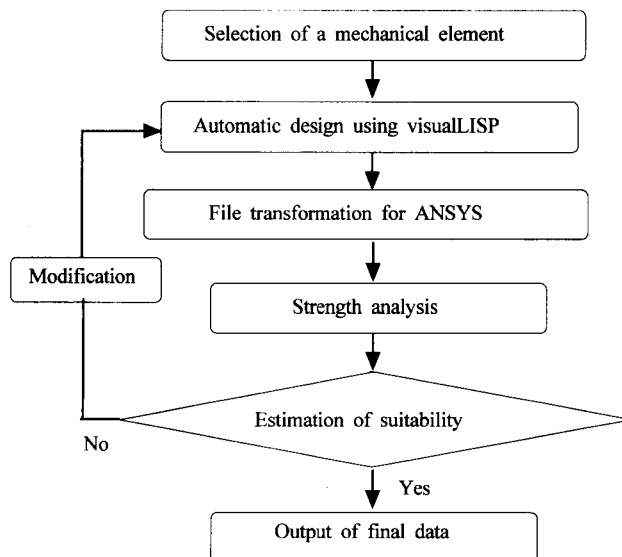 Selection of a mechanical element
Automatic design using visualLISP
File transformation for ANSYS
Modification
Strength analysis
Estimation of suitability
No
Yes
Output of final data